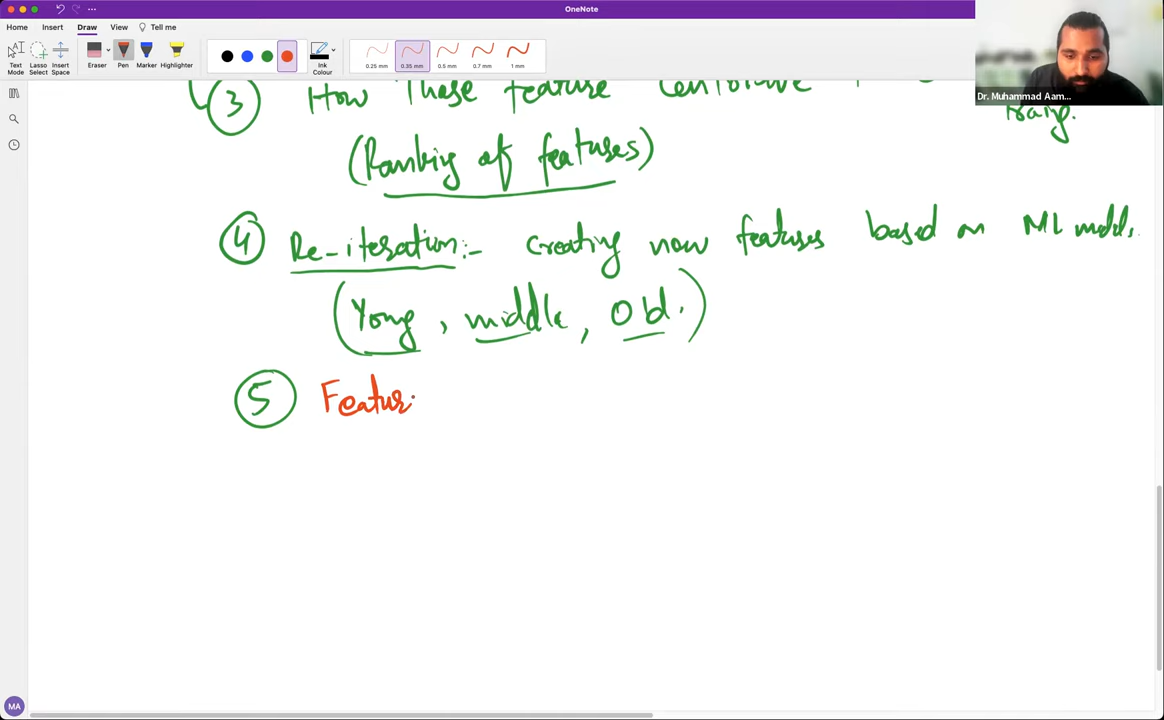 OneNote
Home Insert Draw View Tell me
Text Mode Lasso Select Insert Space Eraser Pen Marker Highlighter Ink Colour 0.25 mm 0.35 mm 0.5 mm 0.7 mm 1 mm
Dr. Muhammad Aam...
3 How These feature
(Ranking of features)
4 Re-iteration:- Creating new features based on ML models.
(Yong, middle, Old.)
5 Featur
MA